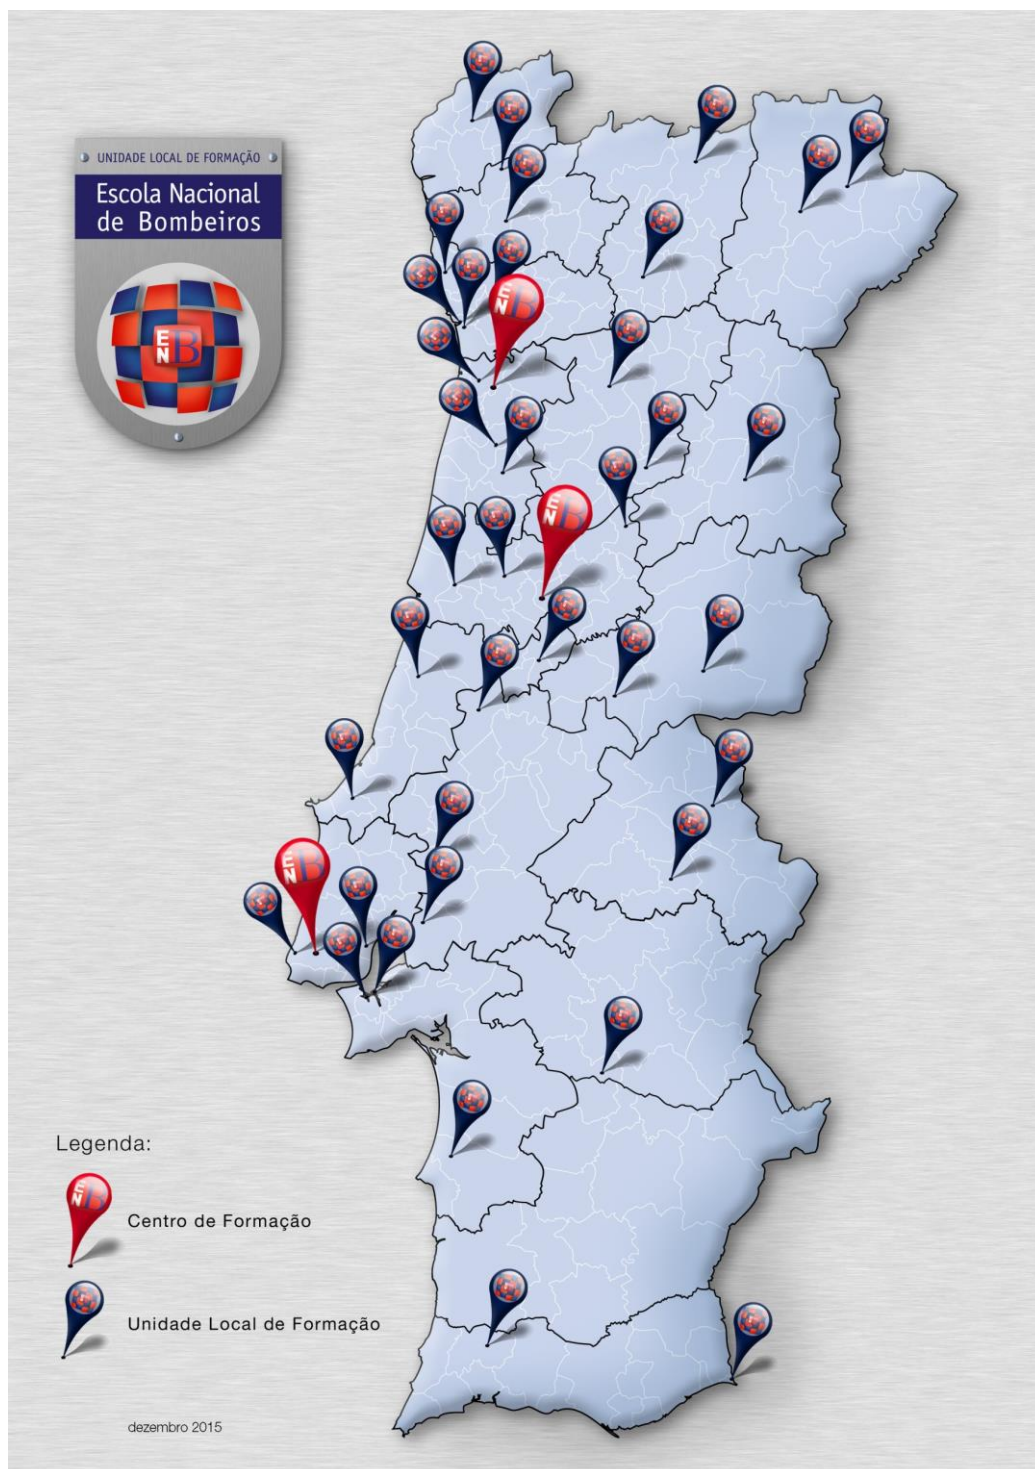 UNIDADE LOCAL DE FORMAÇÃO
Escola Nacional
de Bombeiros
E
N B
Legenda:
Centro de Formação
Unidade Local de Formação
dezembro 2015